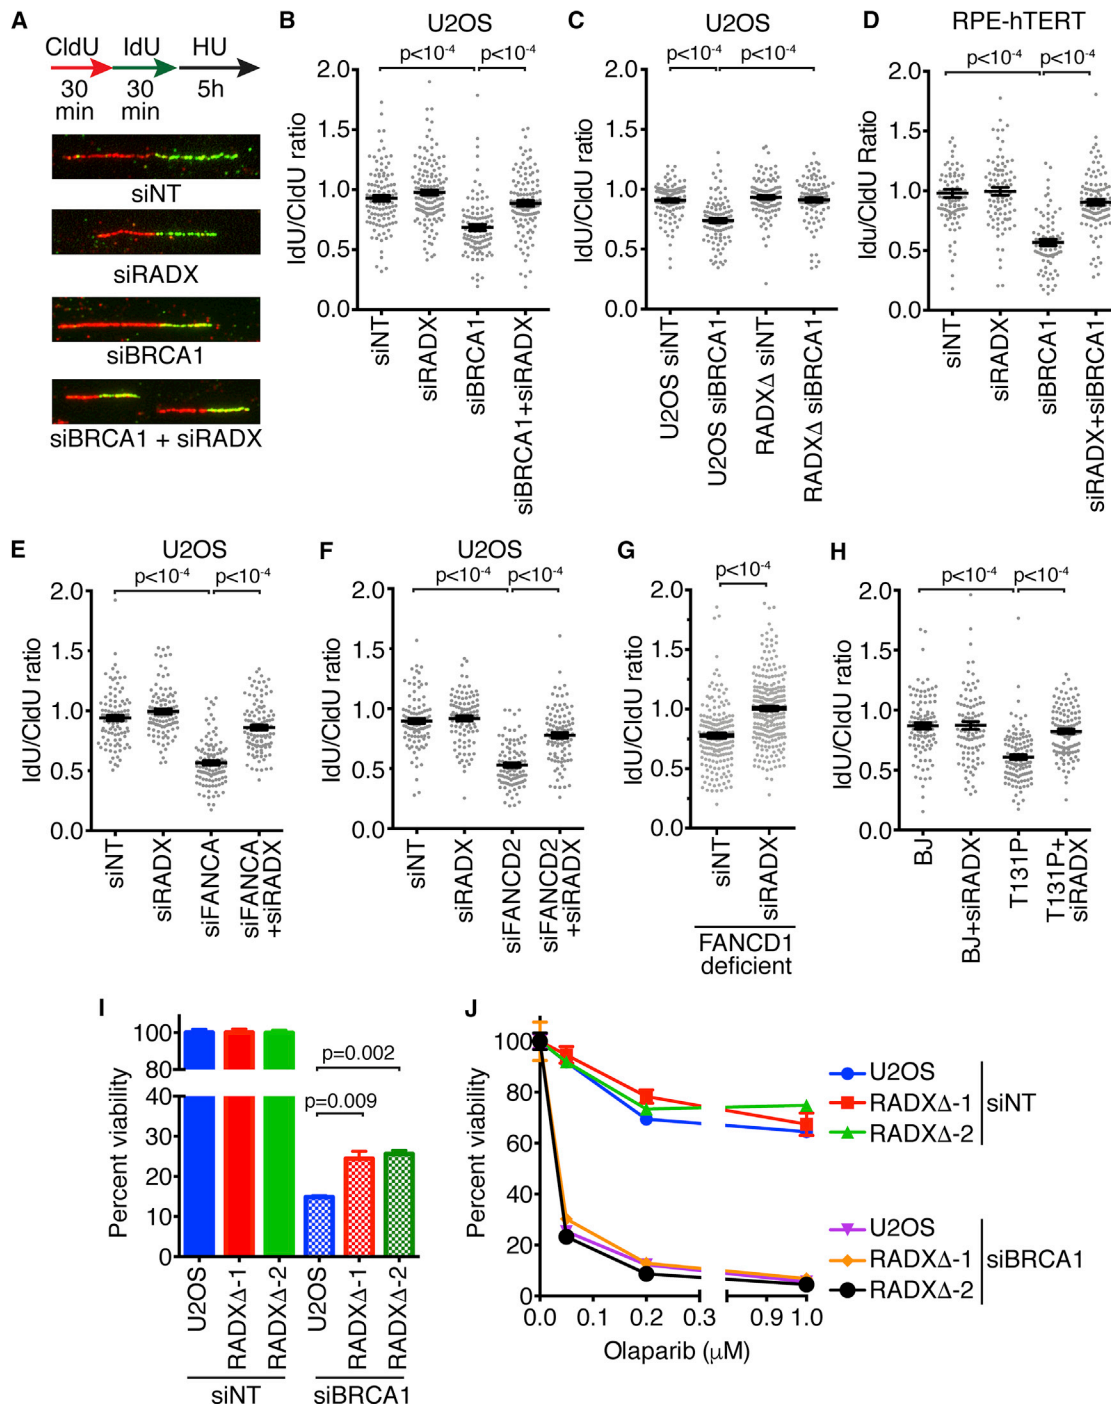 A
CldU IdU HU
30 min 30 min 5h
siNT
siRADX
siBRCA1
siBRCA1 + siRADX
B
U2OS
p<10⁻⁴ p<10⁻⁴
IdU/CldU ratio
2.0
1.5
1.0
0.5
0.0
siNT
siRADX
siBRCA1
siBRCA1+siRADX
C
U2OS
p<10⁻⁴ p<10⁻⁴
IdU/CldU ratio
2.0
1.5
1.0
0.5
0.0
U2OS siNT
U2OS siBRCA1
RADXΔ siNT
RADXΔ siBRCA1
D
RPE-hTERT
p<10⁻⁴ p<10⁻⁴
Idu/CldU Ratio
2.0
1.5
1.0
0.5
0.0
siNT
siRADX
siBRCA1
siRADX+siBRCA1
E
U2OS
p<10⁻⁴ p<10⁻⁴
IdU/CldU ratio
2.0
1.5
1.0
0.5
0.0
siNT
siRADX
siFANCA
siFANCA
+siRADX
F
U2OS
p<10⁻⁴ p<10⁻⁴
IdU/CldU ratio
2.0
1.5
1.0
0.5
0.0
siNT
siRADX
siFANCD2
siFANCD2
+siRADX
G
p<10⁻⁴
IdU/CldU ratio
2.0
1.5
1.0
0.5
0.0
siNT
siRADX
FANCD1
deficient
H
p<10⁻⁴ p<10⁻⁴
IdU/CldU ratio
2.0
1.5
1.0
0.5
0.0
BJ
BJ+siRADX
T131P
T131P+
siRADX
I
Percent viability
100
80
40
30
20
10
0
p=0.002
p=0.009
U2OS
RADXΔ-1
RADXΔ-2
U2OS
RADXΔ-1
RADXΔ-2
siNT siBRCA1
J
Percent viability
100
80
60
40
20
0
0.0 0.1 0.2 0.3 0.9 1.0
Olaparib (μM)
U2OS
RADXΔ-1
RADXΔ-2
siNT
U2OS
RADXΔ-1
RADXΔ-2
siBRCA1